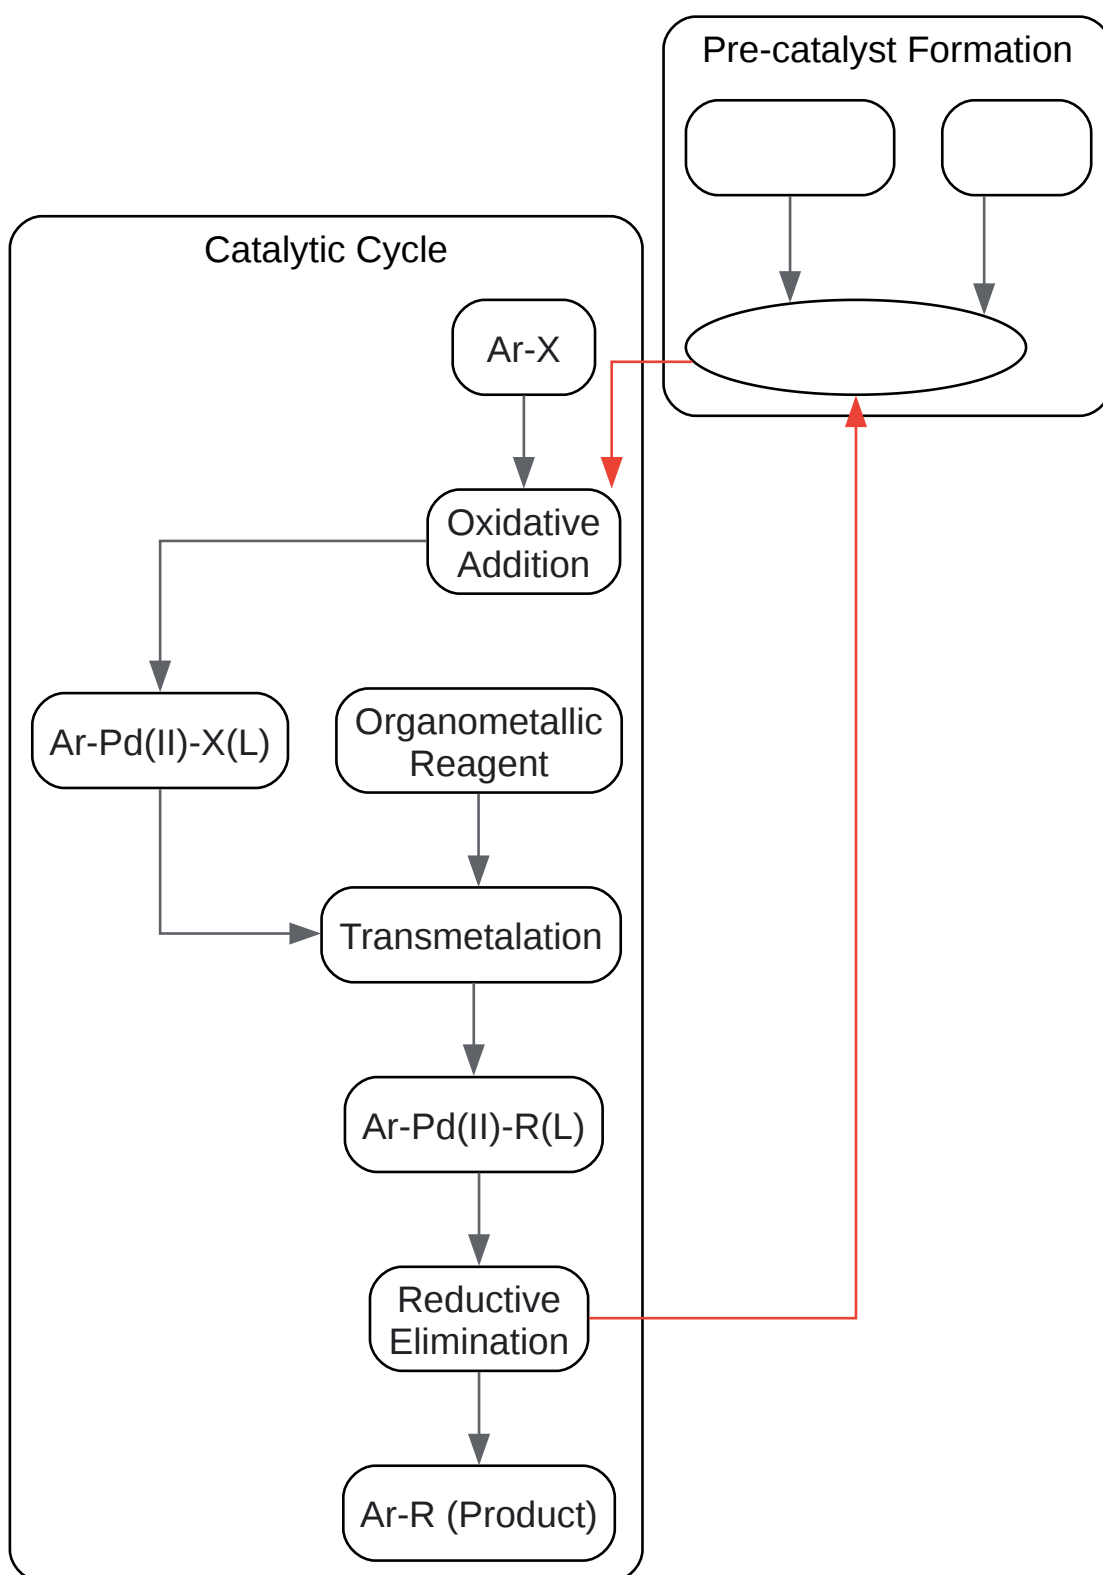 Pre-catalyst Formation
Catalytic Cycle
Ar-X
Oxidative
Addition
Ar-Pd(II)-X(L)
Organometallic
Reagent
Transmetalation
Ar-Pd(II)-R(L)
Reductive
Elimination
Ar-R (Product)